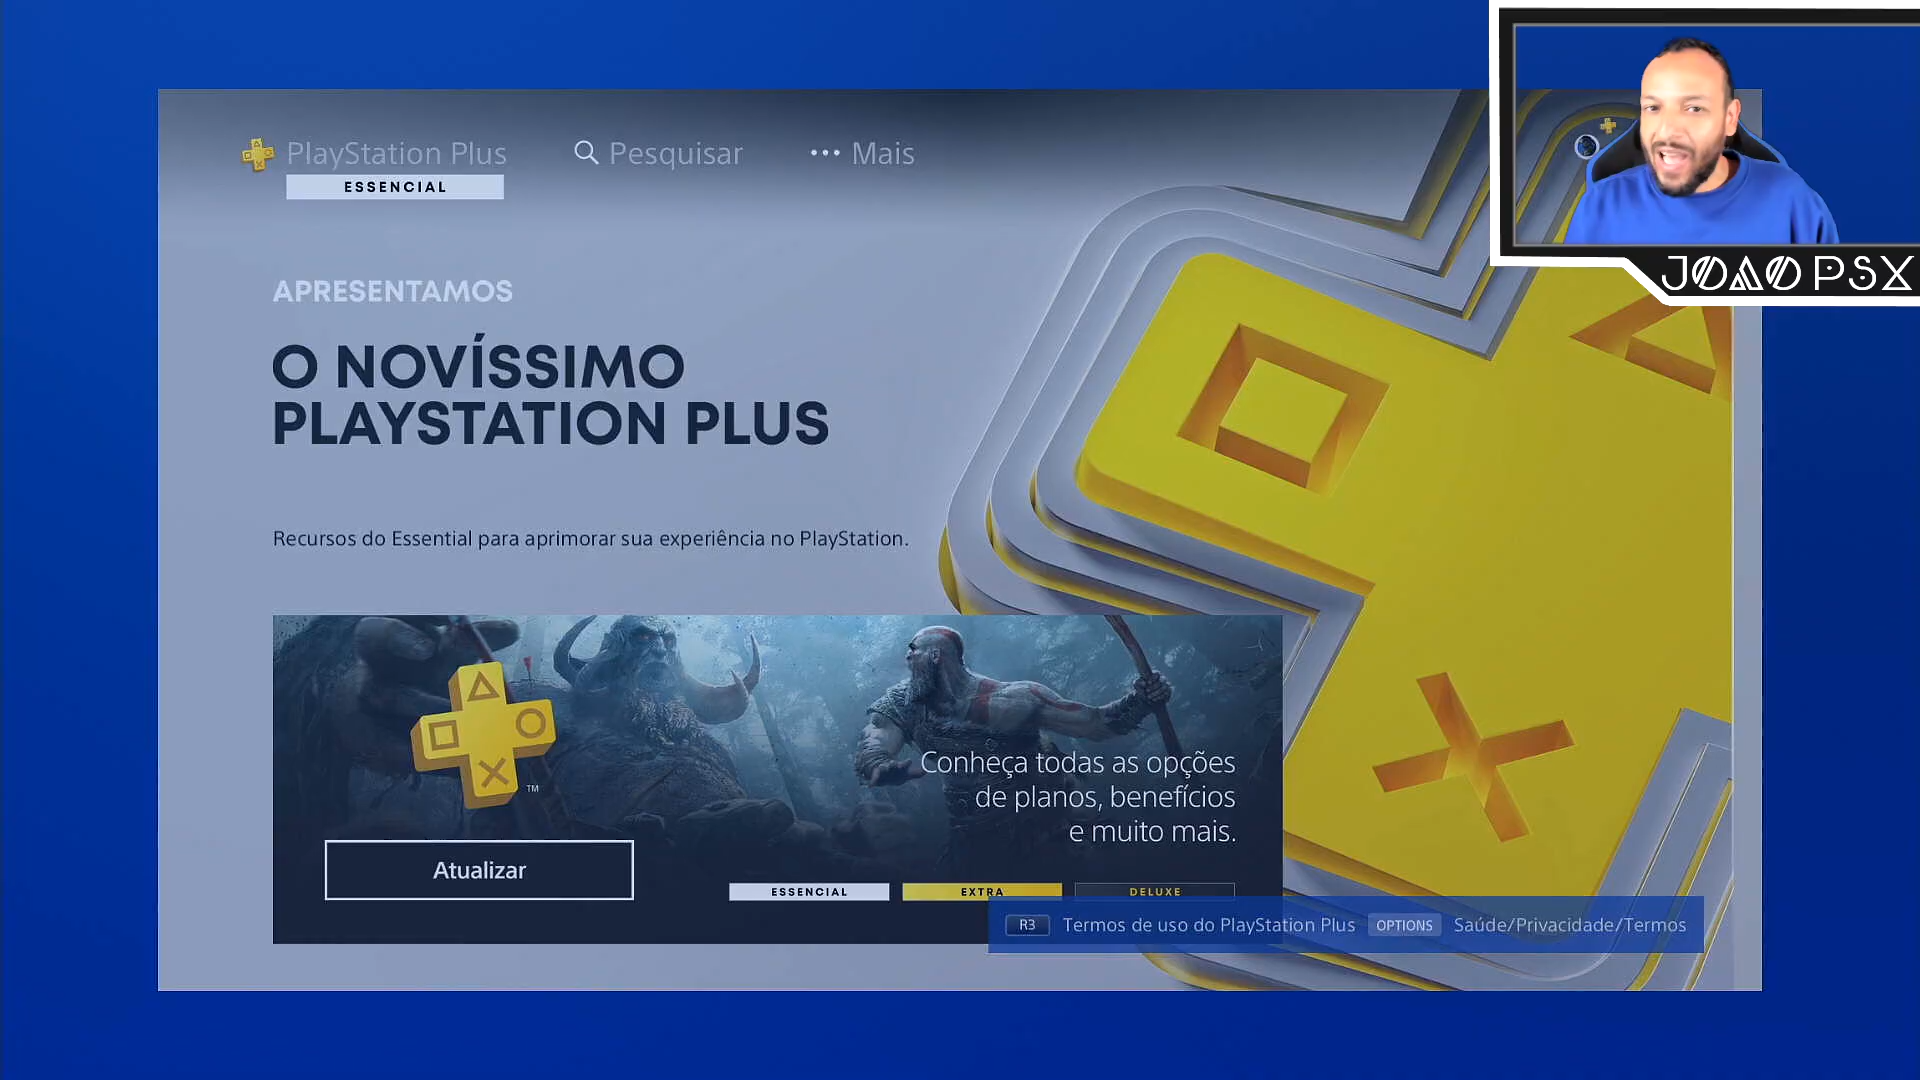 PlayStation Plus
ESSENCIAL
Pesquisar
Mais
JOAO PSX
APRESENTAMOS
O NOVÍSSIMO
PLAYSTATION PLUS
Recursos do Essential para aprimorar sua experiência no PlayStation.
TM
Conheça todas as opções
de planos, benefícios
e muito mais.
Atualizar
ESSENCIAL
EXTRA
DELUXE
R3 Termos de uso do PlayStation Plus OPTIONS Saúde/Privacidade/Termos